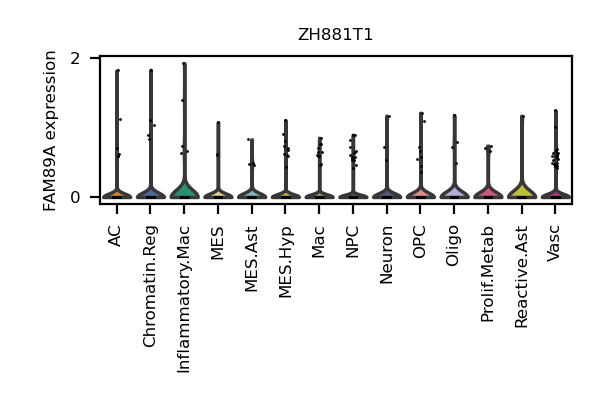 ZH881T1
FAM89A expression
2
0
AC
Chromatin.Reg
Inflammatory.Mac
MES
MES.Ast
MES.Hyp
Mac
NPC
Neuron
OPC
Oligo
Prolif.Metab
Reactive.Ast
Vasc